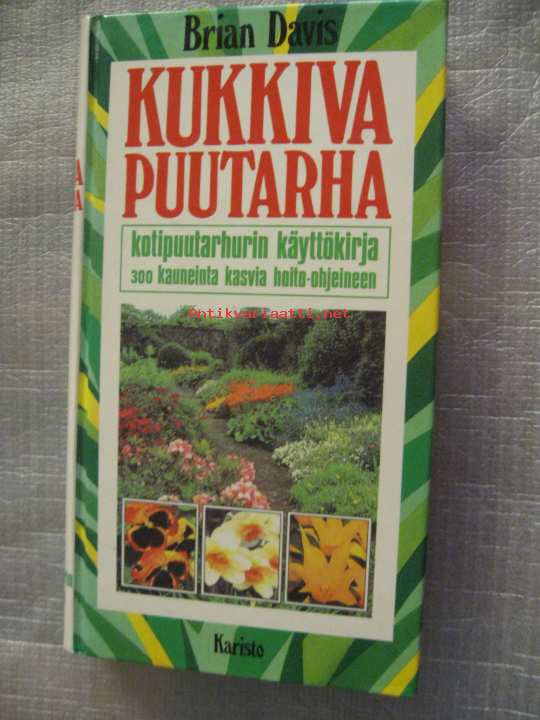 Brian Davis
KUKKIVA
PUUTARHA
kotipuutarhurin käyttökirja
300 kauneinta kasvia hoito-ohjeineen
Antikvariaatti.net
Karisto
A
A